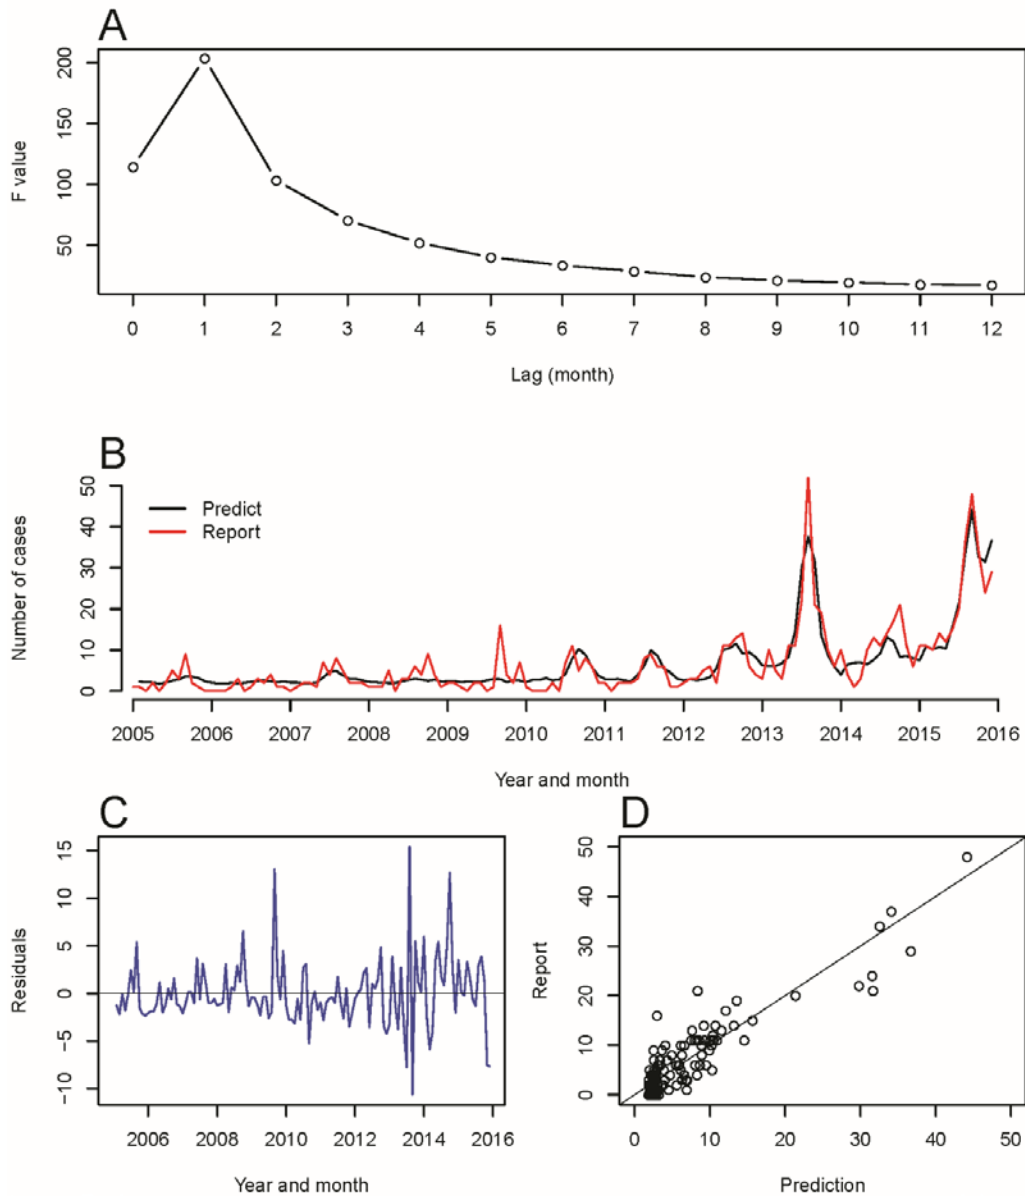 A
F value
200
150
100
50
0 1 2 3 4 5 6 7 8 9 10 11 12
Lag (month)
B
Number of cases
50
40
30
20
10
0
Predict
Report
2005 2006 2007 2008 2009 2010 2011 2012 2013 2014 2015 2016
Year and month
C
Residuals
15
10
5
0
−5
−10
2006 2008 2010 2012 2014 2016
Year and month
D
Report
50
40
30
20
10
0
0 10 20 30 40 50
Prediction